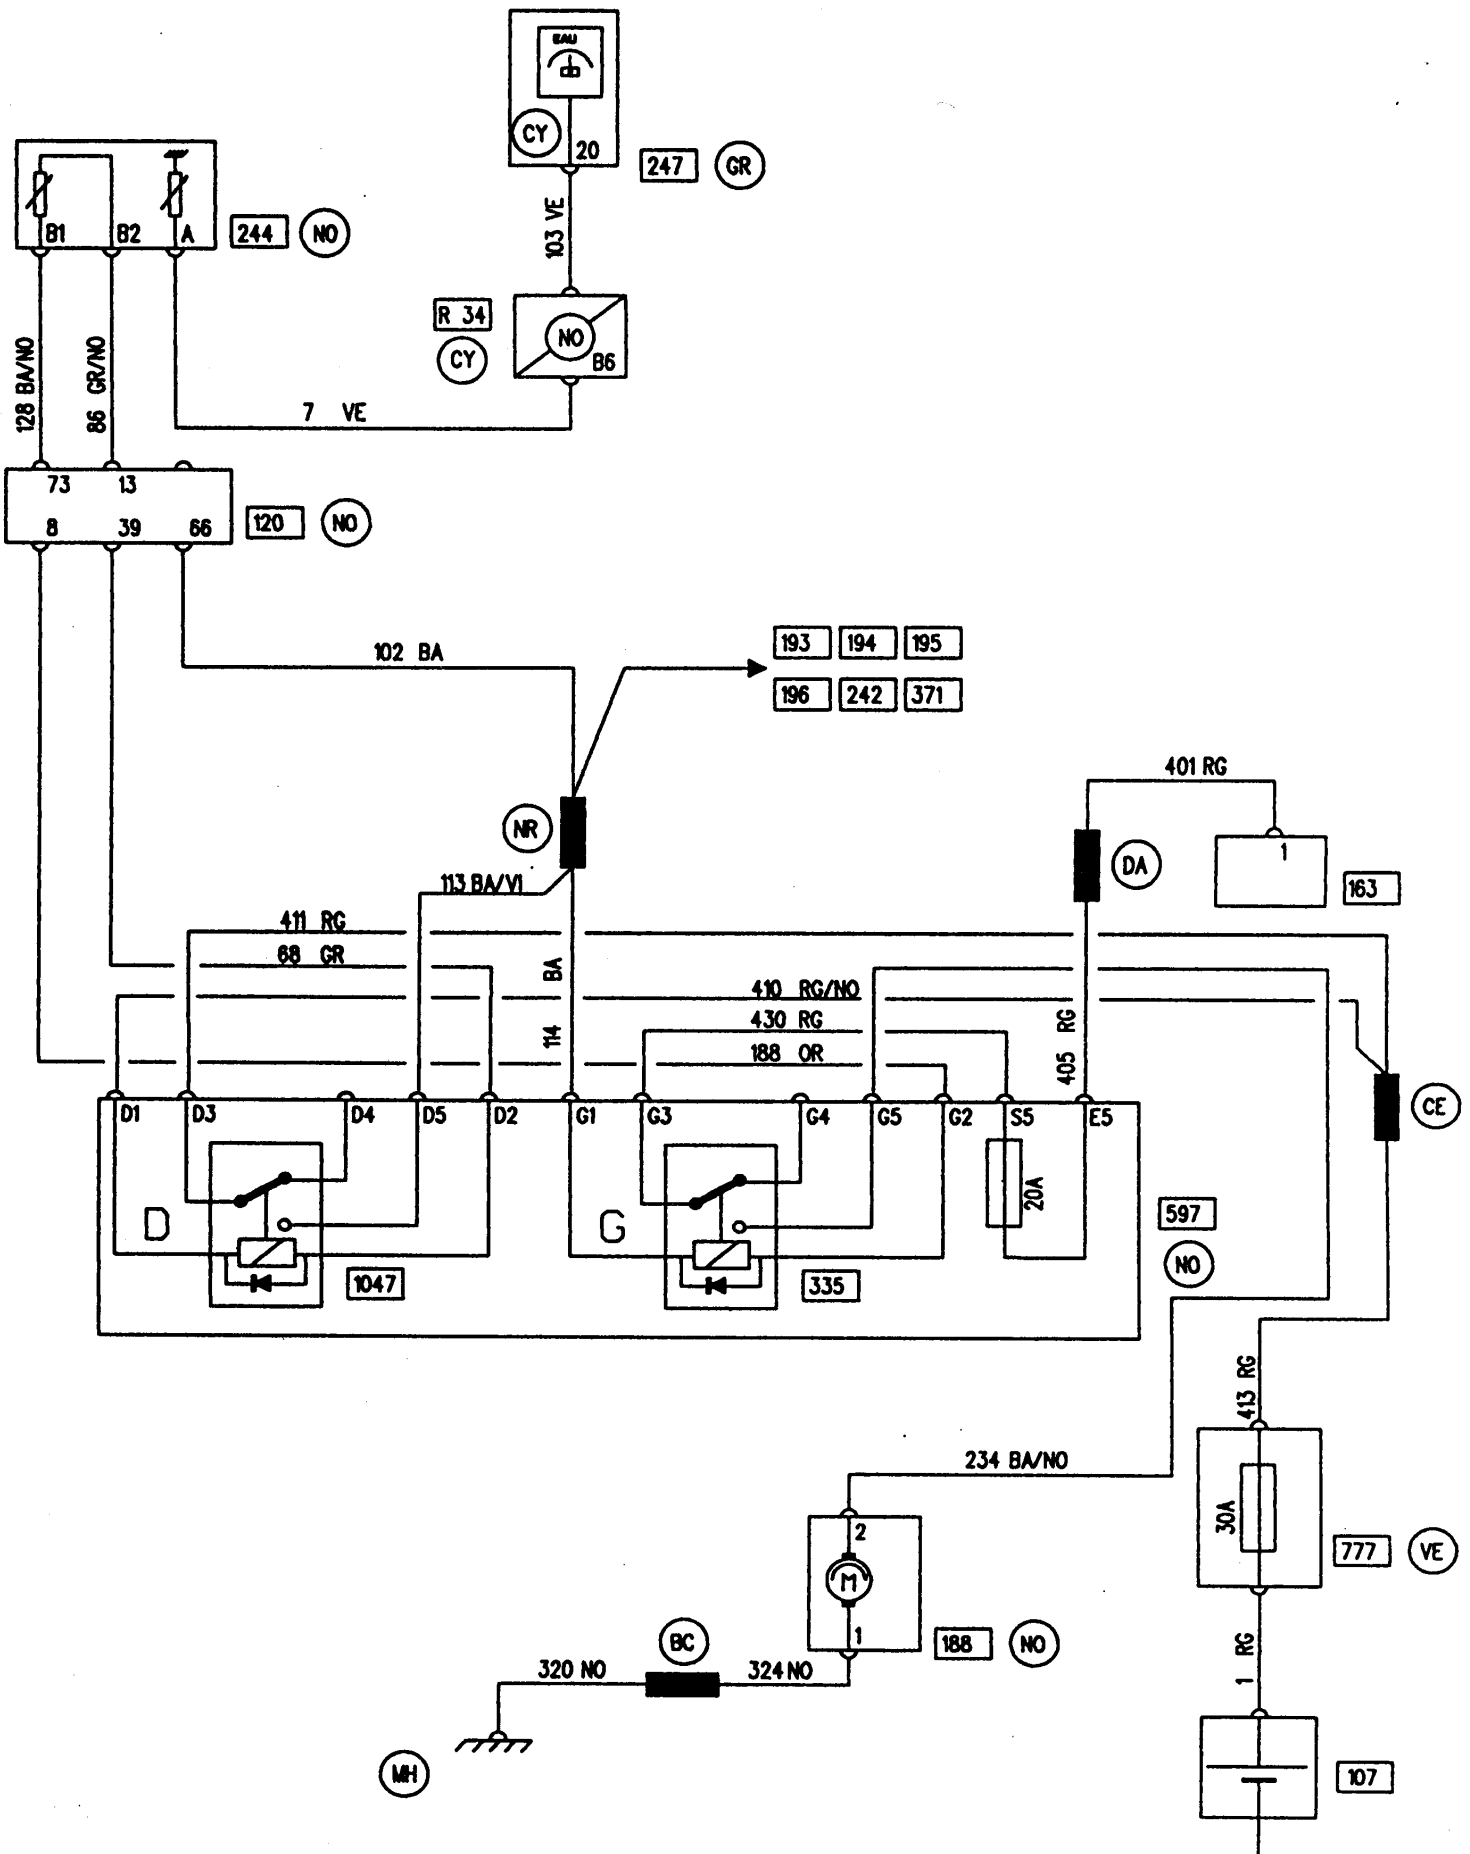 EAU
CY
20
247
GR
B1
B2
A
244
NO
103 VE
R 34
CY
NO
B6
128 BA/NO
86 GR/NO
7 VE
73
13
8
39
66
120
NO
102 BA
193
194
195
196
242
371
401 RG
NR
DA
1
163
113 BA/VI
411 RG
68 GR
114 BA
410 RG/NO
430 RG
188 OR
405 RG
CE
D1
D3
D4
D5
D2
G1
G3
G4
G5
G2
S5
E5
20A
D
G
1047
335
597
NO
413 RG
234 BA/NO
30A
777
VE
2
M
1
188
NO
BC
320 NO
324 NO
1 RG
MH
107